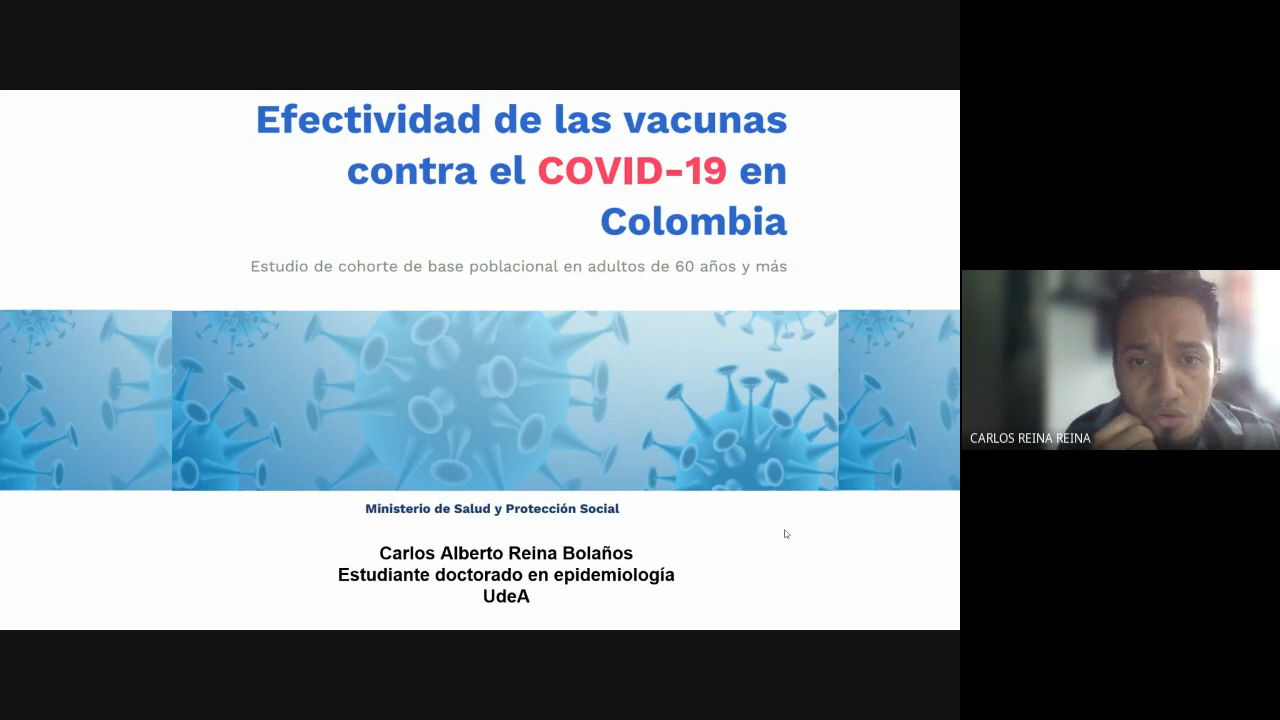 Efectividad de las vacunas
contra el COVID-19 en
Colombia
Estudio de cohorte de base poblacional en adultos de 60 años y más
Ministerio de Salud y Protección Social
Carlos Alberto Reina Bolaños
Estudiante doctorado en epidemiología
UdeA
CARLOS REINA REINA